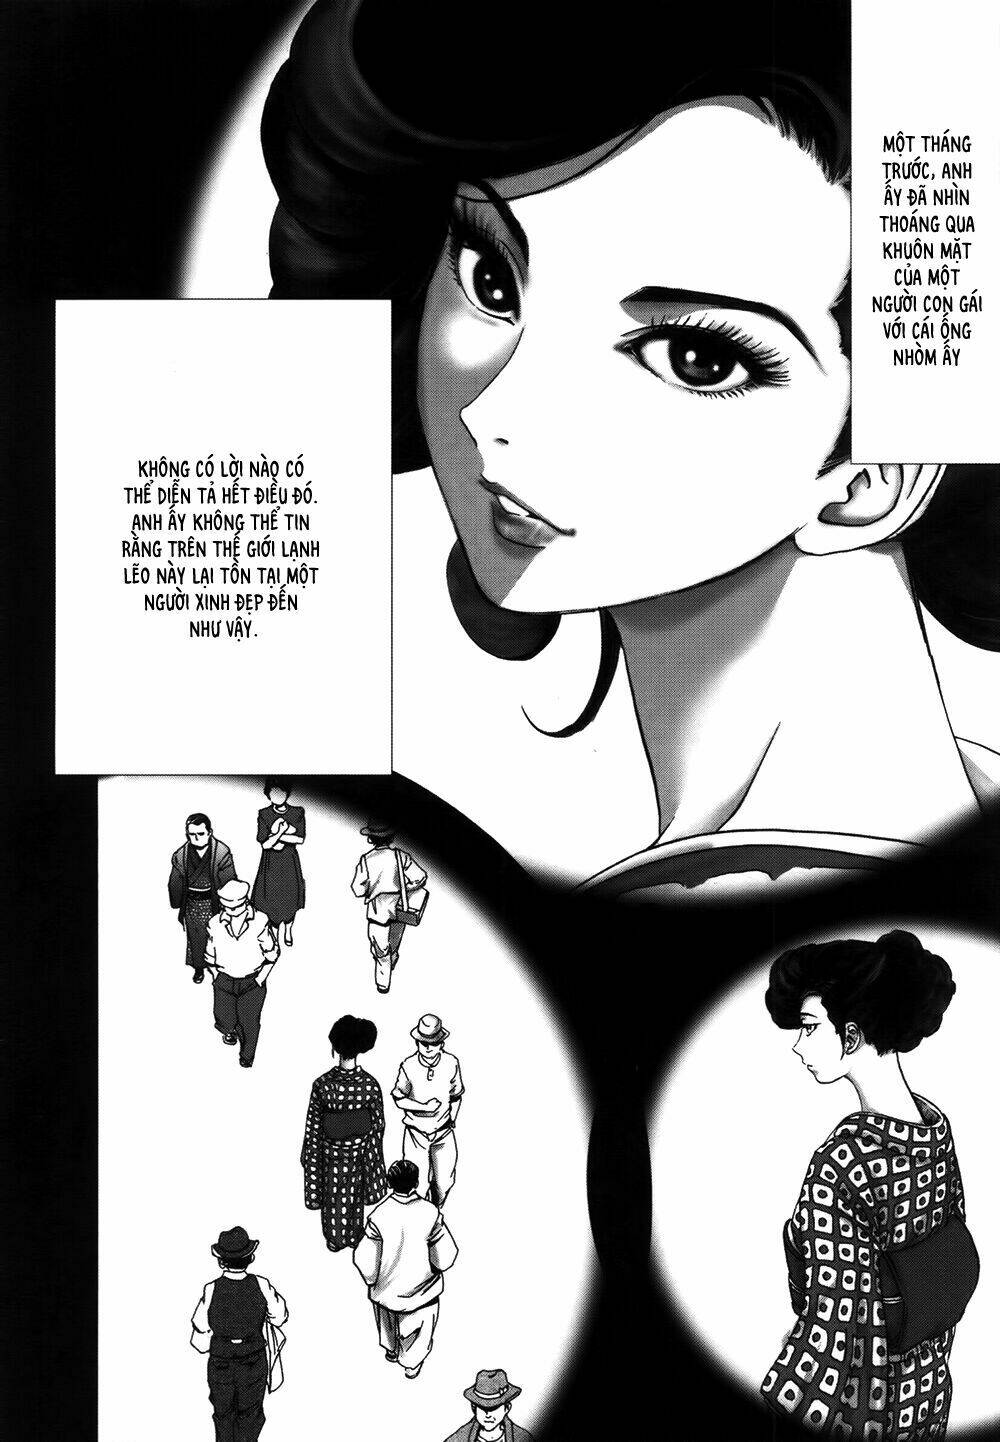 MỘT THÁNG
TRƯỚC, ANH
ẤY ĐÃ NHÌN
THOÁNG QUA
KHUÔN MẶT
CỦA MỘT
NGƯỜI CON GÁI
VỚI CÁI ỐNG
NHÒM ẤY
KHÔNG CÓ LỜI NÀO CÓ
THỂ DIỄN TẢ HẾT ĐIỀU ĐÓ.
ANH ẤY KHÔNG THỂ TIN
RẰNG TRÊN THẾ GIỚI LẠNH
LẼO NÀY LẠI TỒN TẠI MỘT
NGƯỜI XINH ĐẸP ĐẾN
NHƯ VẬY.